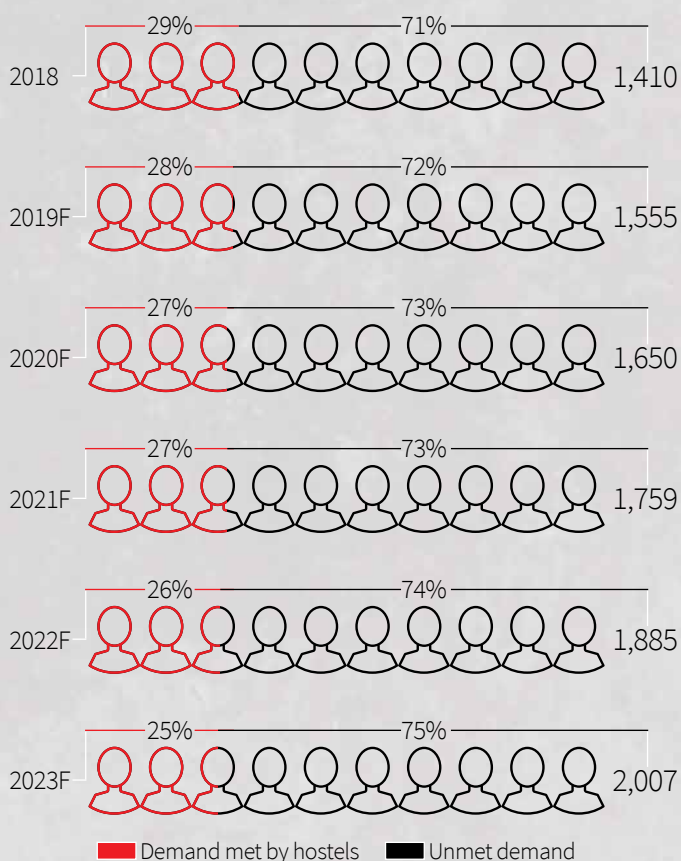 29% 71%
2018 1,410
28% 72%
2019F 1,555
27% 73%
2020F 1,650
27% 73%
2021F 1,759
26% 74%
2022F 1,885
25% 75%
2023F 2,007
Demand met by hostels Unmet demand